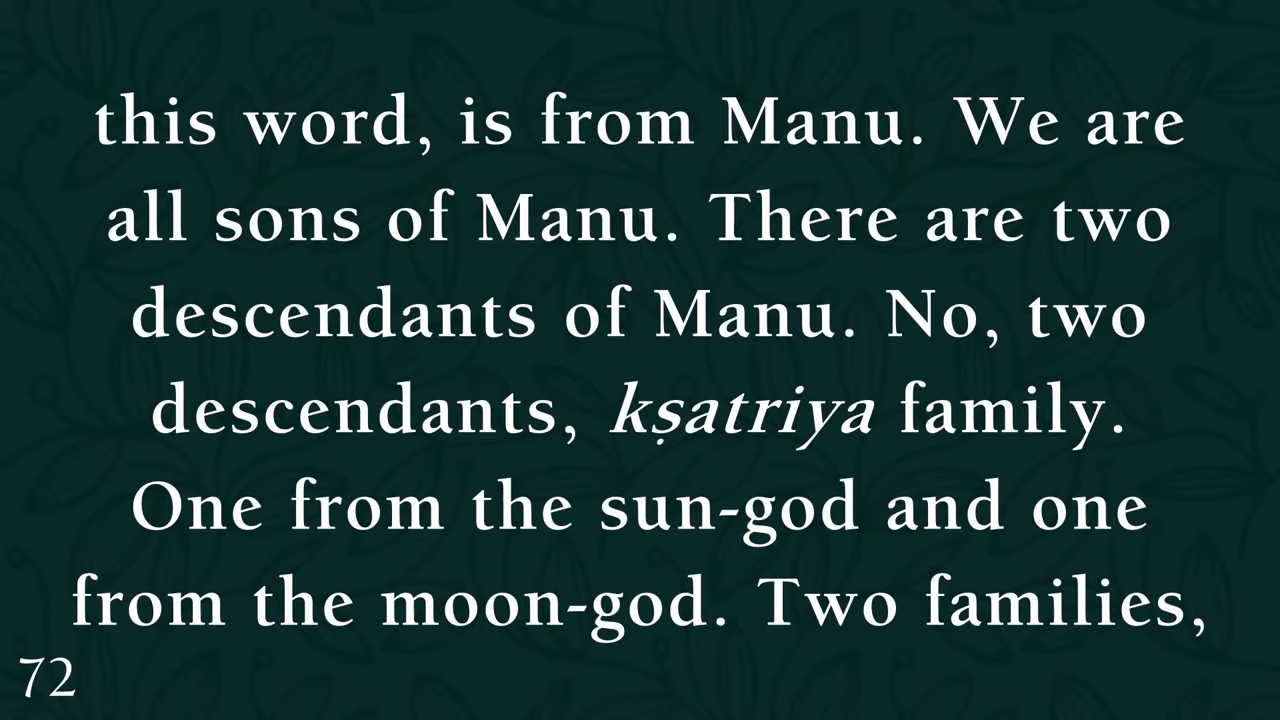 this word, is from Manu. We are
all sons of Manu. There are two
descendants of Manu. No, two
descendants, kṣatriya family.
One from the sun-god and one
from the moon-god. Two families,
72